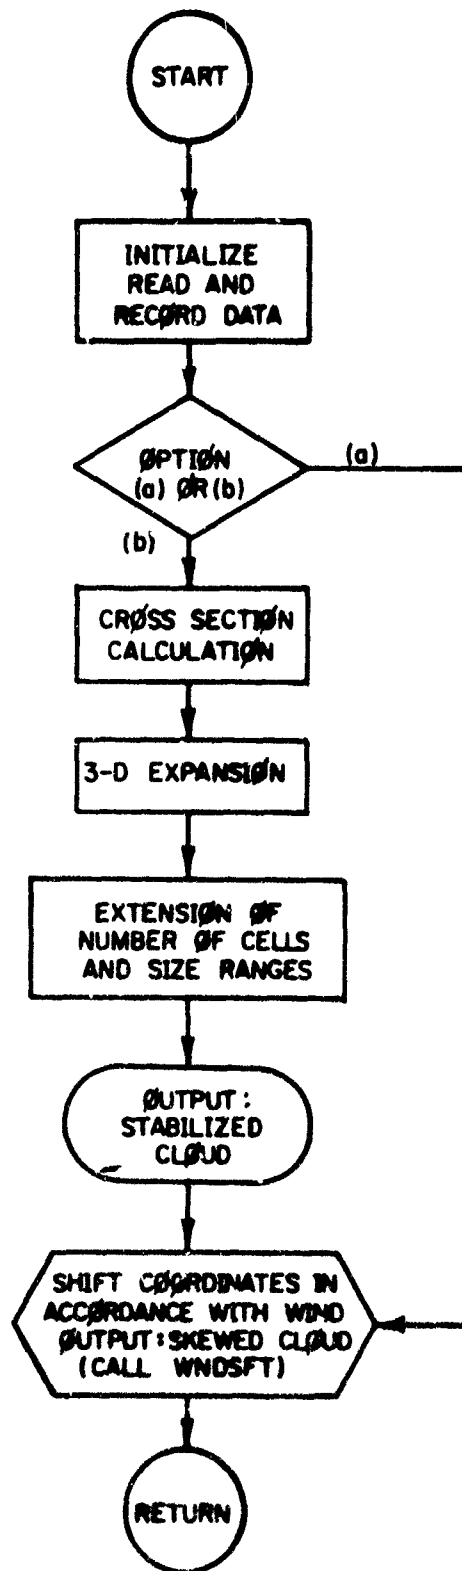 START
INITIALIZE
READ AND
RECØRD DATA
ØPTIØN
(a) ØR (b)
(a)
(b)
CRØSS SECTIØN
CALCULATIØN
3-D EXPANSIØN
EXTENSIØN ØF
NUMBER ØF CELLS
AND SIZE RANGES
ØUTPUT:
STABILIZED
CLØUD
SHIFT CØØRDINATES IN
ACCØRDANCE WITH WIND
ØUTPUT: SKEWED CLØUD
(CALL WNDSFT)
RETURN